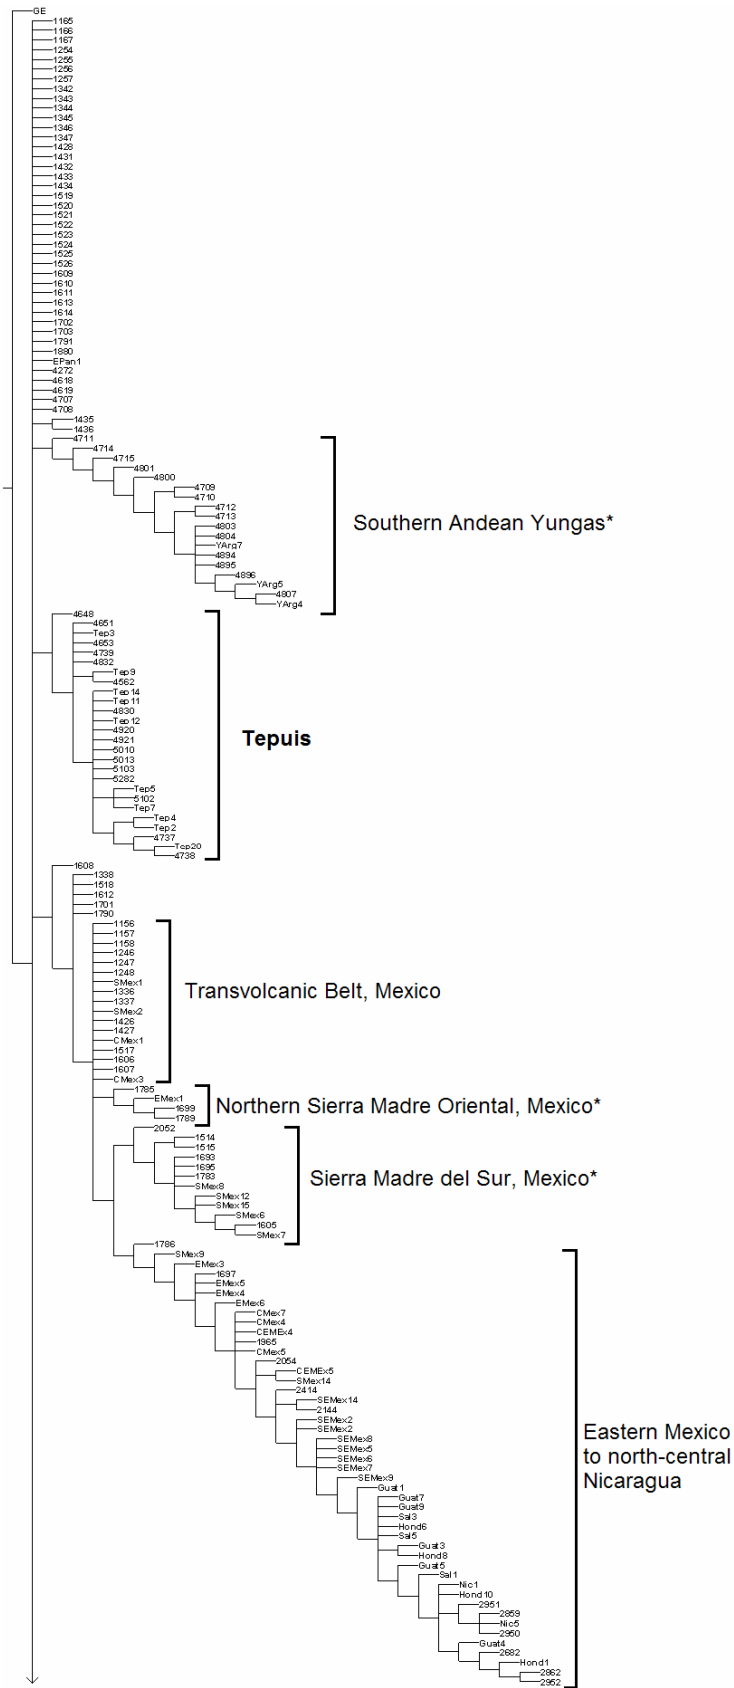 GE
1165
1166
1167
1254
1255
1256
1257
1342
1343
1344
1345
1346
1347
1428
1431
1432
1433
1434
1519
1520
1521
1522
1523
1524
1525
1526
1609
1610
1611
1613
1614
1702
1703
1791
1880
EPan1
4272
4618
4619
4707
4708
1435
1436
4711
4714
4715
4801
4800
4709
4710
4712
4713
4803
4804
YArg7
4894
4895
4896
YArg5
4807
YArg4
Southern Andean Yungas*
4648
4651
Tep3
4653
4739
4832
Tep9
4562
Tep14
Tep11
4830
Tep12
4920
4921
5010
5013
5103
5282
Tep5
5102
Tep7
Tep4
Tep2
4737
Tep20
4738
Tepuis
1608
1338
1518
1612
1701
1790
1156
1157
1158
1246
1247
1248
SMex1
1336
1337
SMex2
1426
1427
CMex1
1517
1606
1607
CMex3
Transvolcanic Belt, Mexico
1785
EMex1
1699
1789
Northern Sierra Madre Oriental, Mexico*
2052
1514
1515
1693
1695
1783
SMex8
SMex12
SMex15
SMex6
1605
SMex7
Sierra Madre del Sur, Mexico*
1786
SMex9
EMex3
1697
EMex5
EMex4
EMex6
CMex7
CMex4
CEMEx4
1965
CMex5
2054
CEMEx5
SMex14
2414
SEMex14
2144
SEMex2
SEMex2
SEMex8
SEMex5
SEMex6
SEMex7
SEMex9
Guat1
Guat7
Guat9
Sal3
Hond6
Sal5
Guat3
Hond8
Guat5
Sal1
Nic1
Hond10
2951
2859
Nic5
2950
Guat4
2682
Hond1
2862
2952
Eastern Mexico
to north-central
Nicaragua